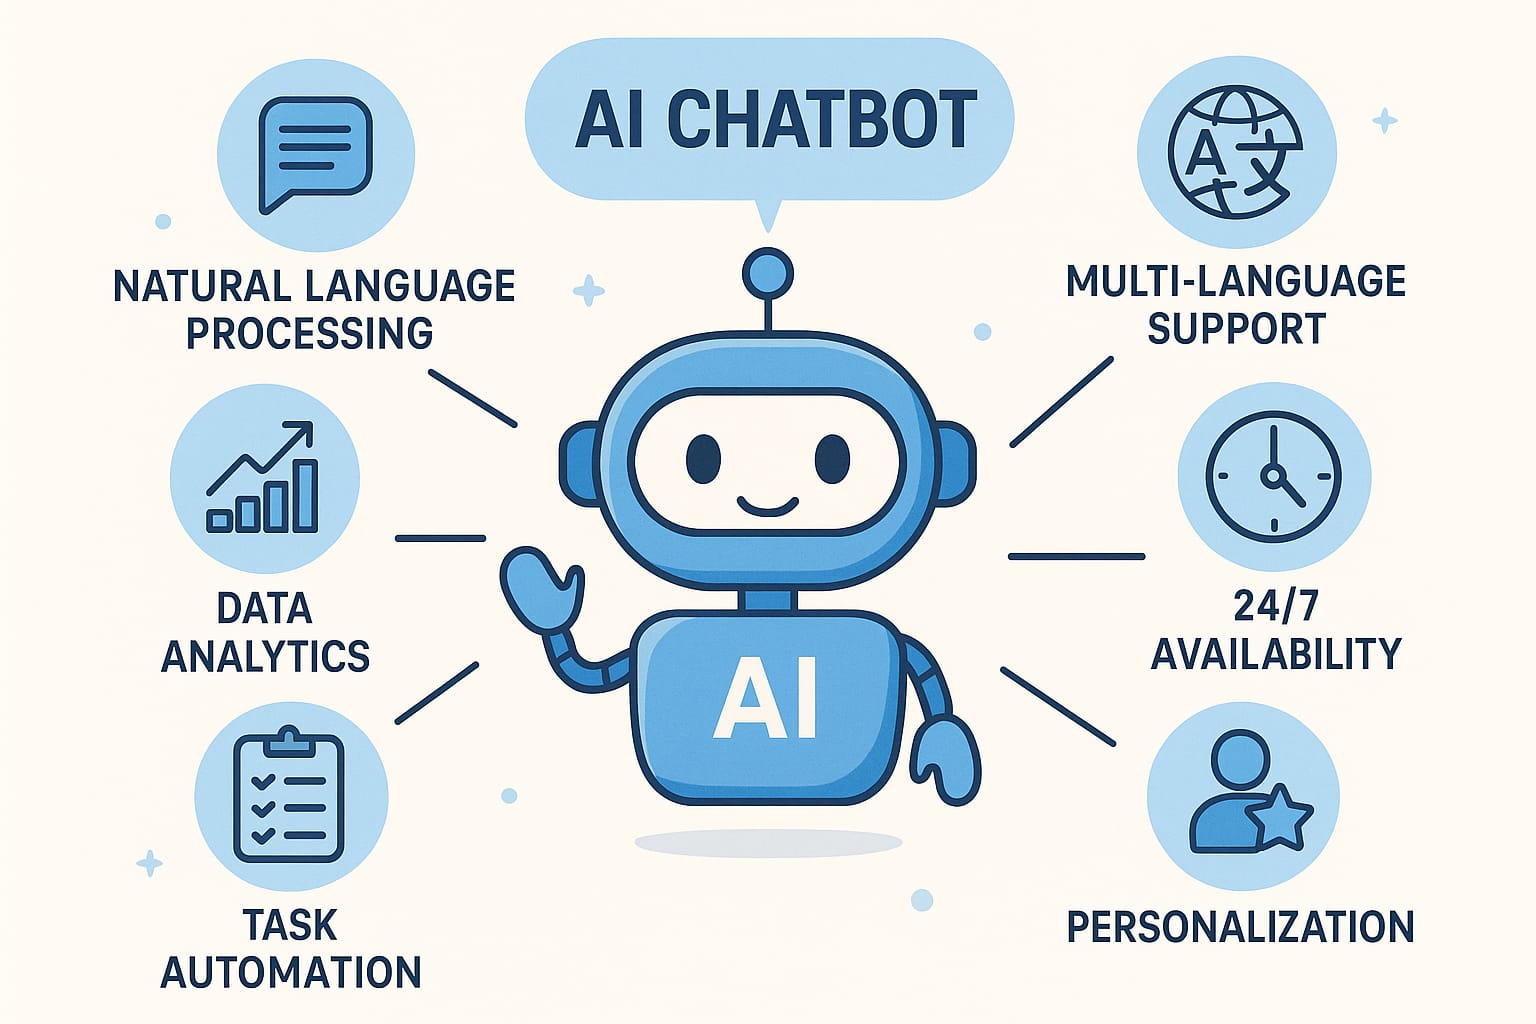 AI CHATBOT
NATURAL LANGUAGE
PROCESSING
MULTI-LANGUAGE
SUPPORT
A 文
DATA
ANALYTICS
24/7
AVAILABILITY
AI
TASK
AUTOMATION
PERSONALIZATION